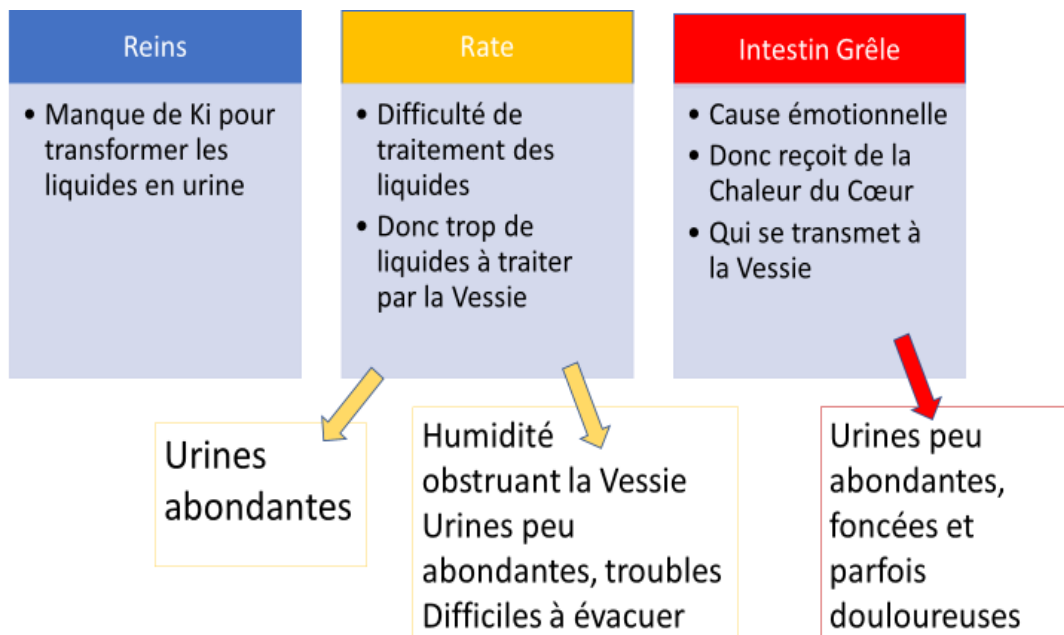 Reins
• Manque de Ki pour
transformer les
liquides en urine
Rate
• Difficulté de
traitement des
liquides
• Donc trop de
liquides à traiter
par la Vessie
Intestin Grêle
• Cause émotionnelle
• Donc reçoit de la
Chaleur du Cœur
• Qui se transmet à
la Vessie
Urines
abondantes
Humidité
obstruant la Vessie
Urines peu
abondantes, troubles
Difficiles à évacuer
Urines peu
abondantes,
foncées et
parfois
douloureuses